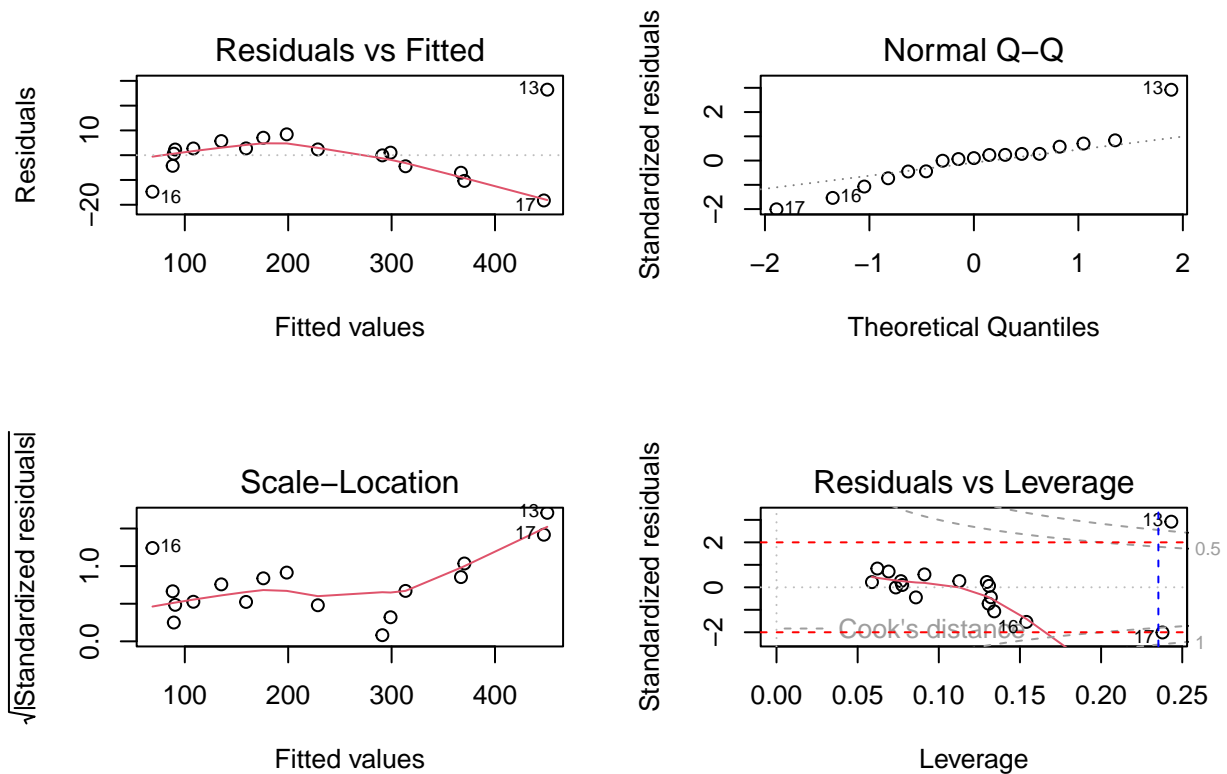 Residuals vs Fitted
Residuals
10
−20
13
16
17
100 200 300 400
Fitted values
Normal Q−Q
Standardized residuals
2
0
−2
13
16
17
−2 −1 0 1 2
Theoretical Quantiles
Scale−Location
√|Standardized residuals|
1.0
0.0
13
17
16
100 200 300 400
Fitted values
Residuals vs Leverage
Standardized residuals
2
0
−2
13
0.5
16
Cook's distance
17
1
0.00 0.05 0.10 0.15 0.20 0.25
Leverage